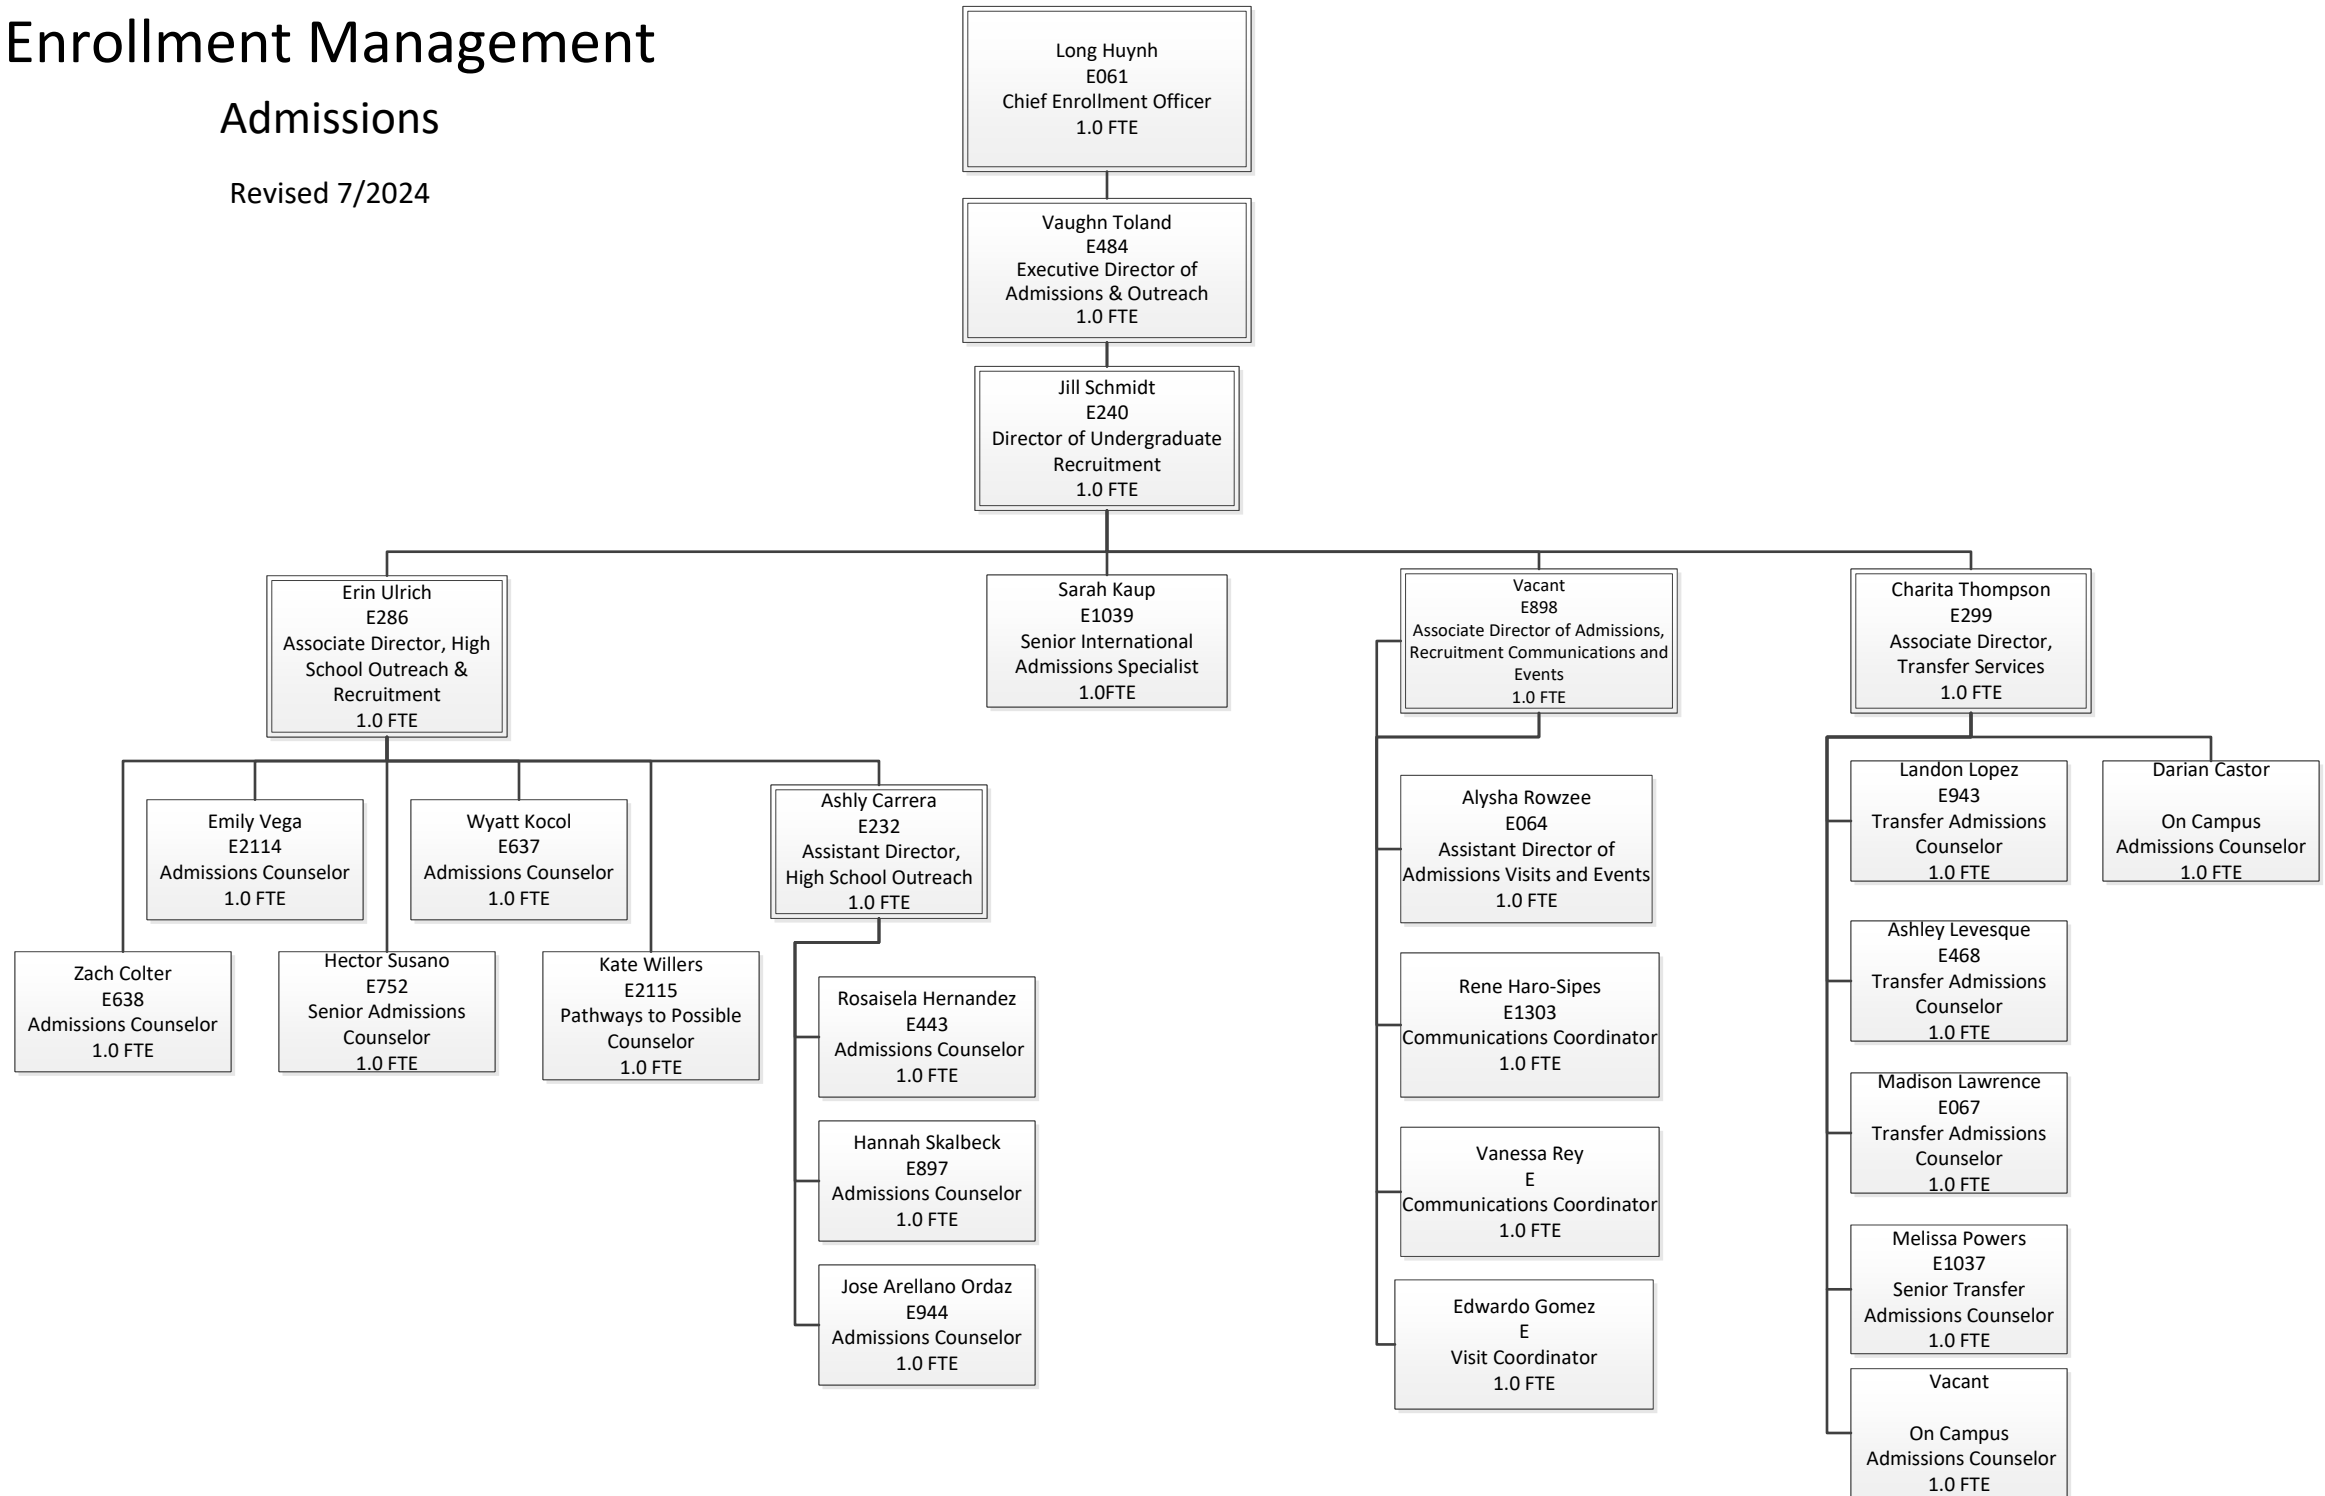 Enrollment Management
Admissions
Revised 7/2024
Long Huynh
E061
Chief Enrollment Officer
1.0 FTE
Vaughn Toland
E484
Executive Director of
Admissions & Outreach
1.0 FTE
Jill Schmidt
E240
Director of Undergraduate
Recruitment
1.0 FTE
Erin Ulrich
E286
Associate Director, High
School Outreach &
Recruitment
1.0 FTE
Sarah Kaup
E1039
Senior International
Admissions Specialist
1.0FTE
Vacant
E898
Associate Director of Admissions,
Recruitment Communications and
Events
1.0 FTE
Charita Thompson
E299
Associate Director,
Transfer Services
1.0 FTE
Emily Vega
E2114
Admissions Counselor
1.0 FTE
Wyatt Kocol
E637
Admissions Counselor
1.0 FTE
Ashly Carrera
E232
Assistant Director,
High School Outreach
1.0 FTE
Zach Colter
E638
Admissions Counselor
1.0 FTE
Hector Susano
E752
Senior Admissions
Counselor
1.0 FTE
Kate Willers
E2115
Pathways to Possible
Counselor
1.0 FTE
Rosaisela Hernandez
E443
Admissions Counselor
1.0 FTE
Hannah Skalbeck
E897
Admissions Counselor
1.0 FTE
Jose Arellano Ordaz
E944
Admissions Counselor
1.0 FTE
Alysha Rowzee
E064
Assistant Director of
Admissions Visits and Events
1.0 FTE
Rene Haro-Sipes
E1303
Communications Coordinator
1.0 FTE
Vanessa Rey
E
Communications Coordinator
1.0 FTE
Edwardo Gomez
E
Visit Coordinator
1.0 FTE
Landon Lopez
E943
Transfer Admissions
Counselor
1.0 FTE
Darian Castor
On Campus
Admissions Counselor
1.0 FTE
Ashley Levesque
E468
Transfer Admissions
Counselor
1.0 FTE
Madison Lawrence
E067
Transfer Admissions
Counselor
1.0 FTE
Melissa Powers
E1037
Senior Transfer
Admissions Counselor
1.0 FTE
Vacant
On Campus
Admissions Counselor
1.0 FTE